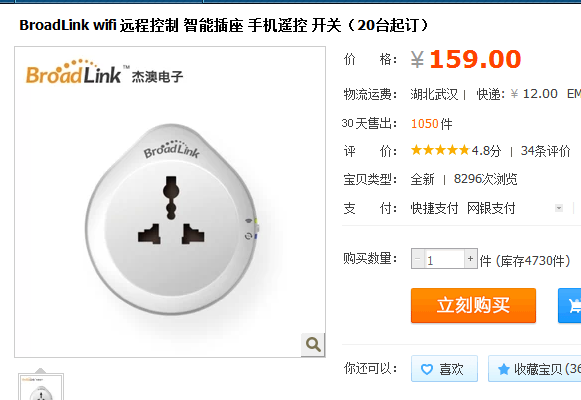 BroadLink wifi 远程控制 智能插座 手机遥控 开关（20台起订）
BroadLink™ 杰澳电子
BroadLink
价 格： ¥ 159.00
物流运费： 湖北武汉 | 快递: ¥ 12.00 EM
30天售出： 1050件
评 价： 4.8分 | 34条评价
宝贝类型： 全新 | 8296次浏览
支 付： 快捷支付 网银支付
购买数量： - 1 + 件 (库存4730件)
立刻购买
你还可以： 喜欢 收藏宝贝 (36